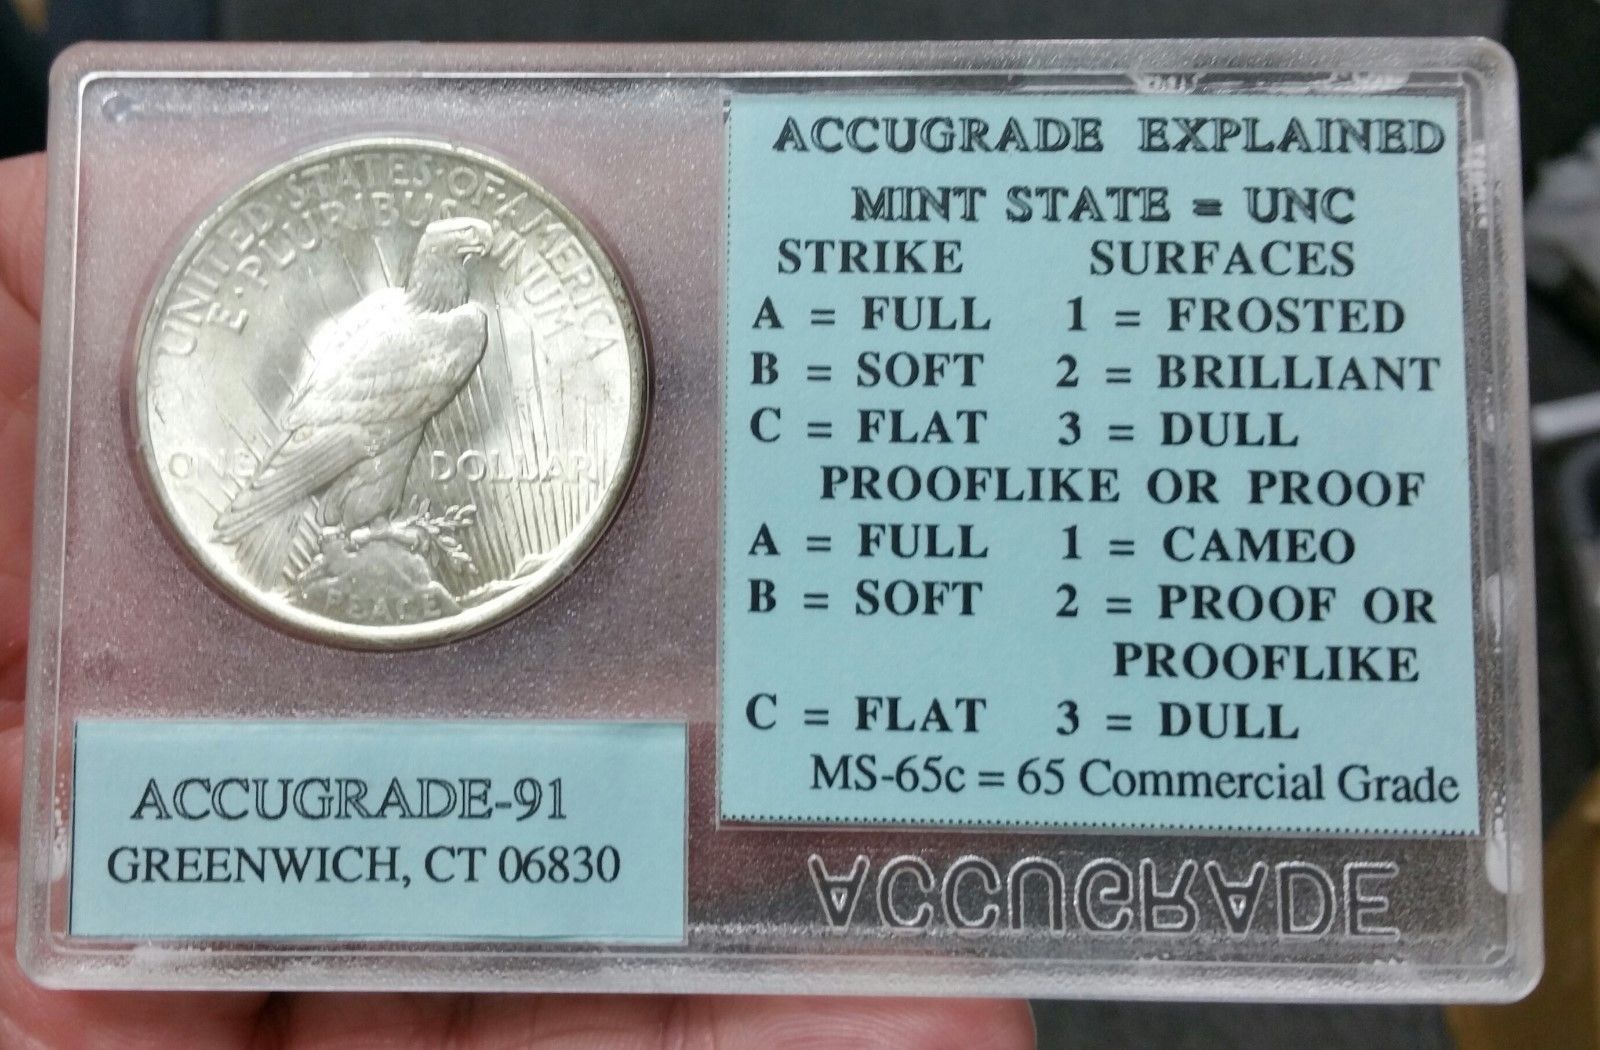 UNITED·STATES·OF·AMERICA
E·PLURIBUS UNUM
ONE DOLLAR
PEACE
ACCUGRADE-91
GREENWICH, CT 06830
ACCUGRADE EXPLAINED
MINT STATE = UNC
STRIKE SURFACES
A = FULL 1 = FROSTED
B = SOFT 2 = BRILLIANT
C = FLAT 3 = DULL
PROOFLIKE OR PROOF
A = FULL 1 = CAMEO
B = SOFT 2 = PROOF OR
PROOFLIKE
C = FLAT 3 = DULL
MS-65c = 65 Commercial Grade
ACCUGRADE